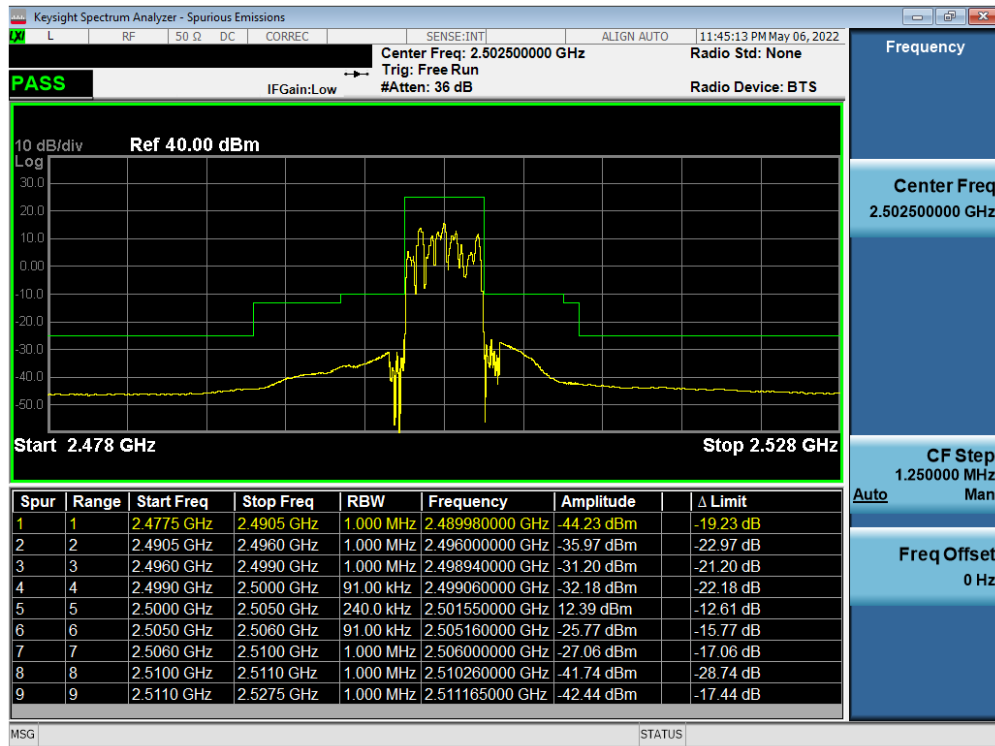 Keysight Spectrum Analyzer - Spurious Emissions
LXI L RF 50 Ω DC CORREC SENSE:INT ALIGN AUTO 11:45:13 PM May 06, 2022
Center Freq: 2.502500000 GHz Radio Std: None
Trig: Free Run
PASS IFGain:Low #Atten: 36 dB Radio Device: BTS
Frequency
10 dB/div Ref 40.00 dBm
Log
30.0
20.0
10.0
0.00
-10.0
-20.0
-30.0
-40.0
-50.0
Start 2.478 GHz Stop 2.528 GHz
Center Freq
2.502500000 GHz
CF Step
1.250000 MHz
Auto Man
Freq Offset
0 Hz
Spur Range Start Freq Stop Freq RBW Frequency Amplitude Δ Limit
1 1 2.4775 GHz 2.4905 GHz 1.000 MHz 2.489980000 GHz -44.23 dBm -19.23 dB
2 2 2.4905 GHz 2.4960 GHz 1.000 MHz 2.496000000 GHz -35.97 dBm -22.97 dB
3 3 2.4960 GHz 2.4990 GHz 1.000 MHz 2.498940000 GHz -31.20 dBm -21.20 dB
4 4 2.4990 GHz 2.5000 GHz 91.00 kHz 2.499060000 GHz -32.18 dBm -22.18 dB
5 5 2.5000 GHz 2.5050 GHz 240.0 kHz 2.501550000 GHz 12.39 dBm -12.61 dB
6 6 2.5050 GHz 2.5060 GHz 91.00 kHz 2.505160000 GHz -25.77 dBm -15.77 dB
7 7 2.5060 GHz 2.5100 GHz 1.000 MHz 2.506000000 GHz -27.06 dBm -17.06 dB
8 8 2.5100 GHz 2.5110 GHz 1.000 MHz 2.510260000 GHz -41.74 dBm -28.74 dB
9 9 2.5110 GHz 2.5275 GHz 1.000 MHz 2.511165000 GHz -42.44 dBm -17.44 dB
MSG STATUS